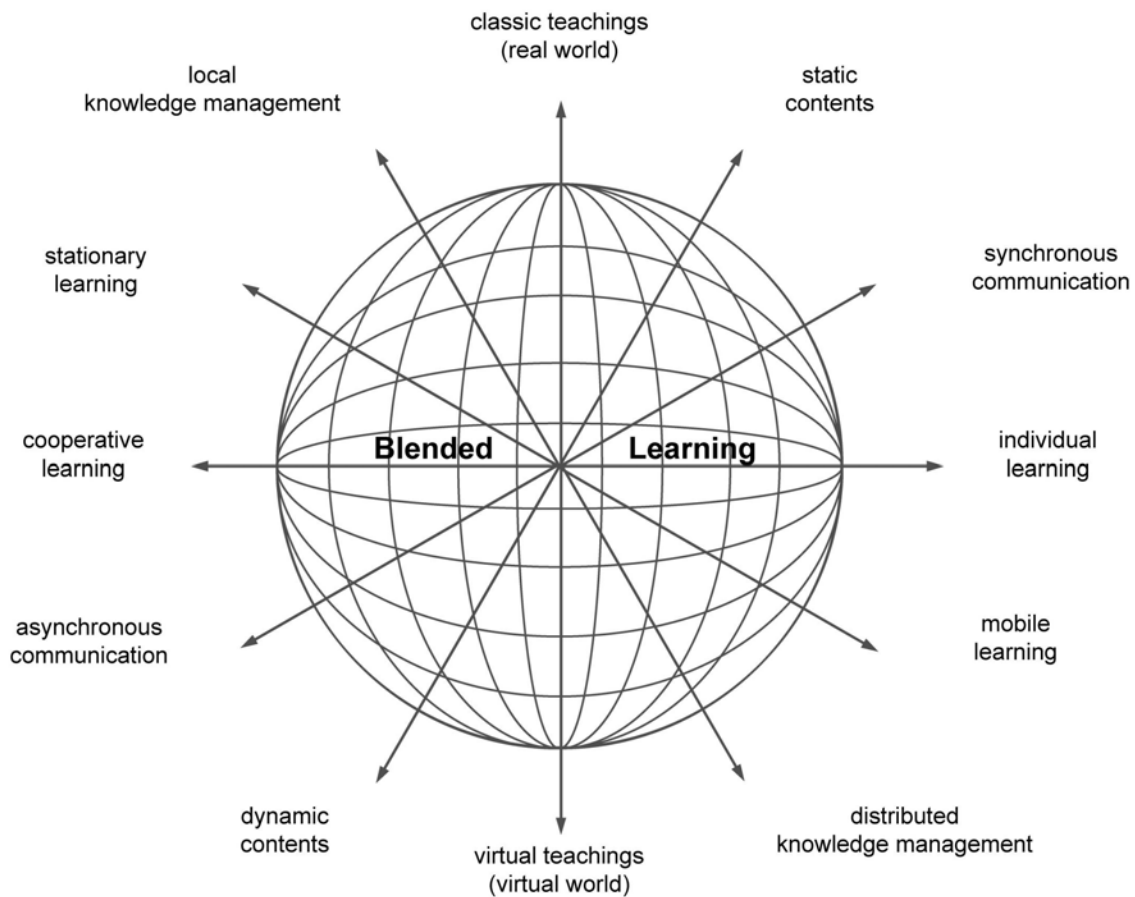 classic teachings
(real world)
local
knowledge management
static
contents
stationary
learning
synchronous
communication
cooperative
learning
Blended Learning
individual
learning
asynchronous
communication
mobile
learning
dynamic
contents
virtual teachings
(virtual world)
distributed
knowledge management